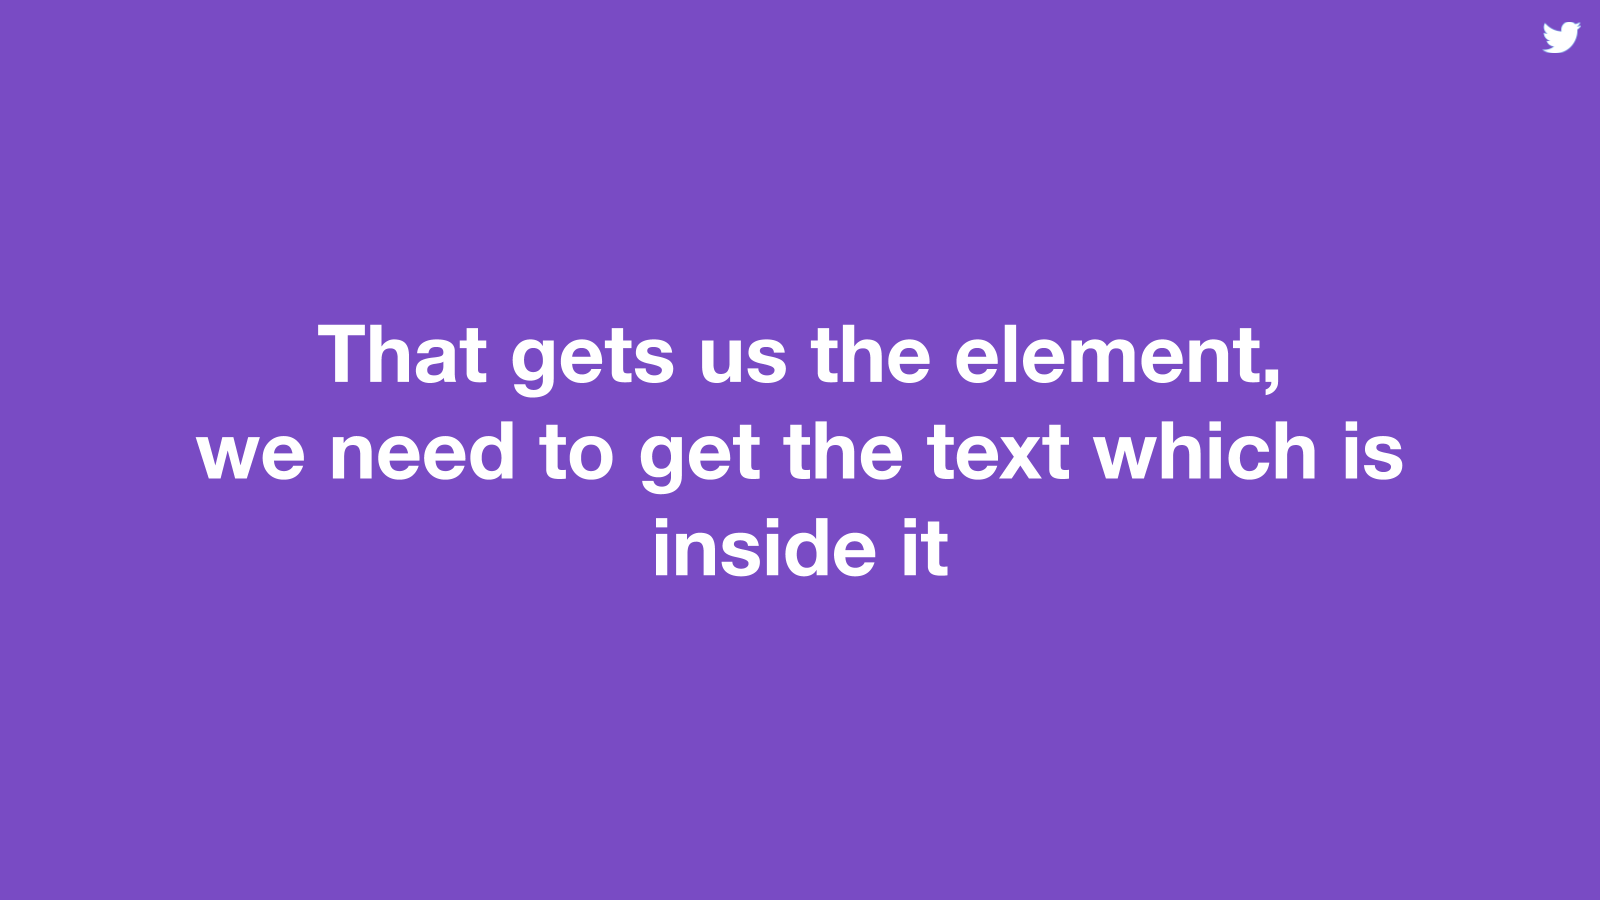 That gets us the element,
we need to get the text which is
inside it